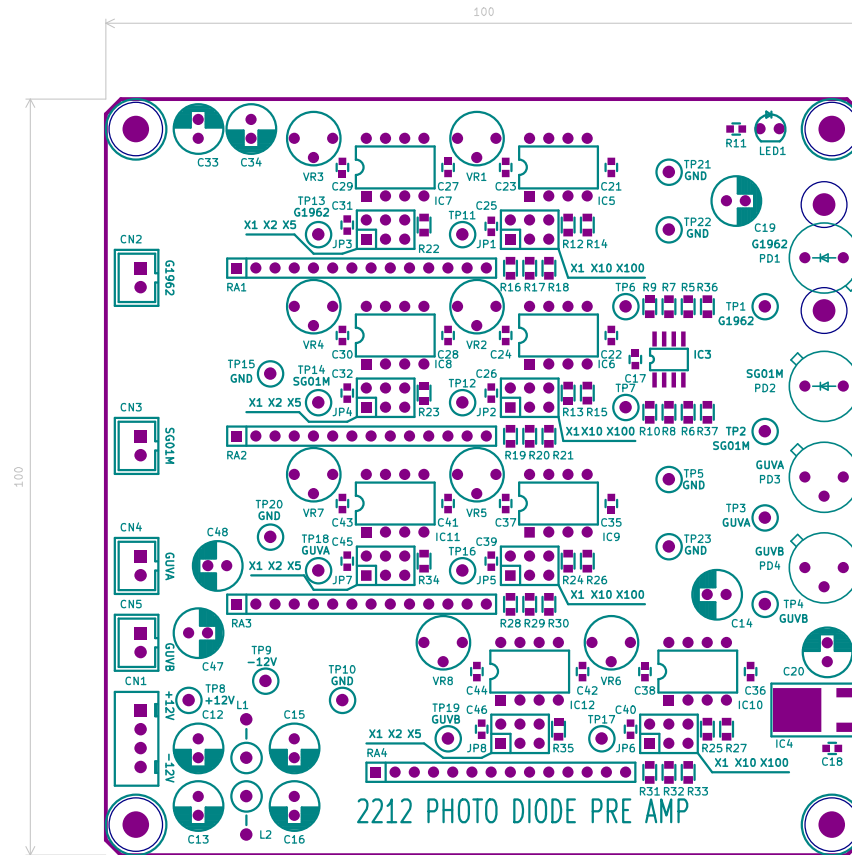 100
100
C33
C34
VR3
C29
C27
IC7
VR1
C23
C21
IC5
R11
LED1
TP21
GND
TP22
GND
C19
TP13
G1962
C31
X1 X2 X5
JP3
R22
TP11
C25
JP1
R12 R14
X1 X10 X100
CN2
G1962
RA1
R16 R17 R18
G1962
PD1
VR4
C30
C28
IC8
VR2
C24
C22
IC6
TP6
R9 R7 R5 R36
TP1
G1962
C17
IC3
TP15
GND
TP14
SG01M
C32
X1 X2 X5
JP4
R23
TP12
C26
JP2
R13 R15
X1 X10 X100
TP7
R10 R8 R6 R37
SG01M
PD2
TP2
SG01M
CN3
SG01M
RA2
R19 R20 R21
VR7
C43
C41
IC11
VR5
C37
C35
IC9
TP5
GND
GUVA
PD3
TP3
GUVA
TP20
GND
C48
TP18
GUVA
C45
X1 X2 X5
JP7
R34
TP16
C39
JP5
R24 R26
X1 X10 X100
TP23
GND
GUVB
PD4
TP4
GUVB
C14
CN4
GUVA
RA3
R28 R29 R30
CN5
GUVB
C47
TP9
-12V
TP10
GND
VR8
C44
C42
IC12
VR6
C38
C36
IC10
C20
CN1
+12V
-12V
TP8
+12V
L1
C12
C15
TP19
GUVB
C46
X1 X2 X5
JP8
R35
TP17
C40
JP6
R25 R27
X1 X10 X100
IC4
C18
RA4
R31 R32 R33
C13
L2
C16
2212 PHOTO DIODE PRE AMP